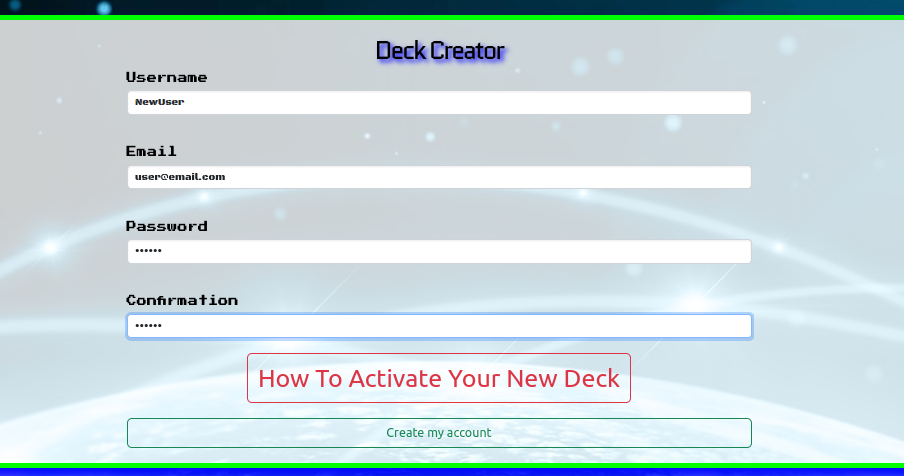 Deck Creator
Username
NewUser
Email
user@email.com
Password
••••••
Confirmation
••••••
How To Activate Your New Deck
Create my account